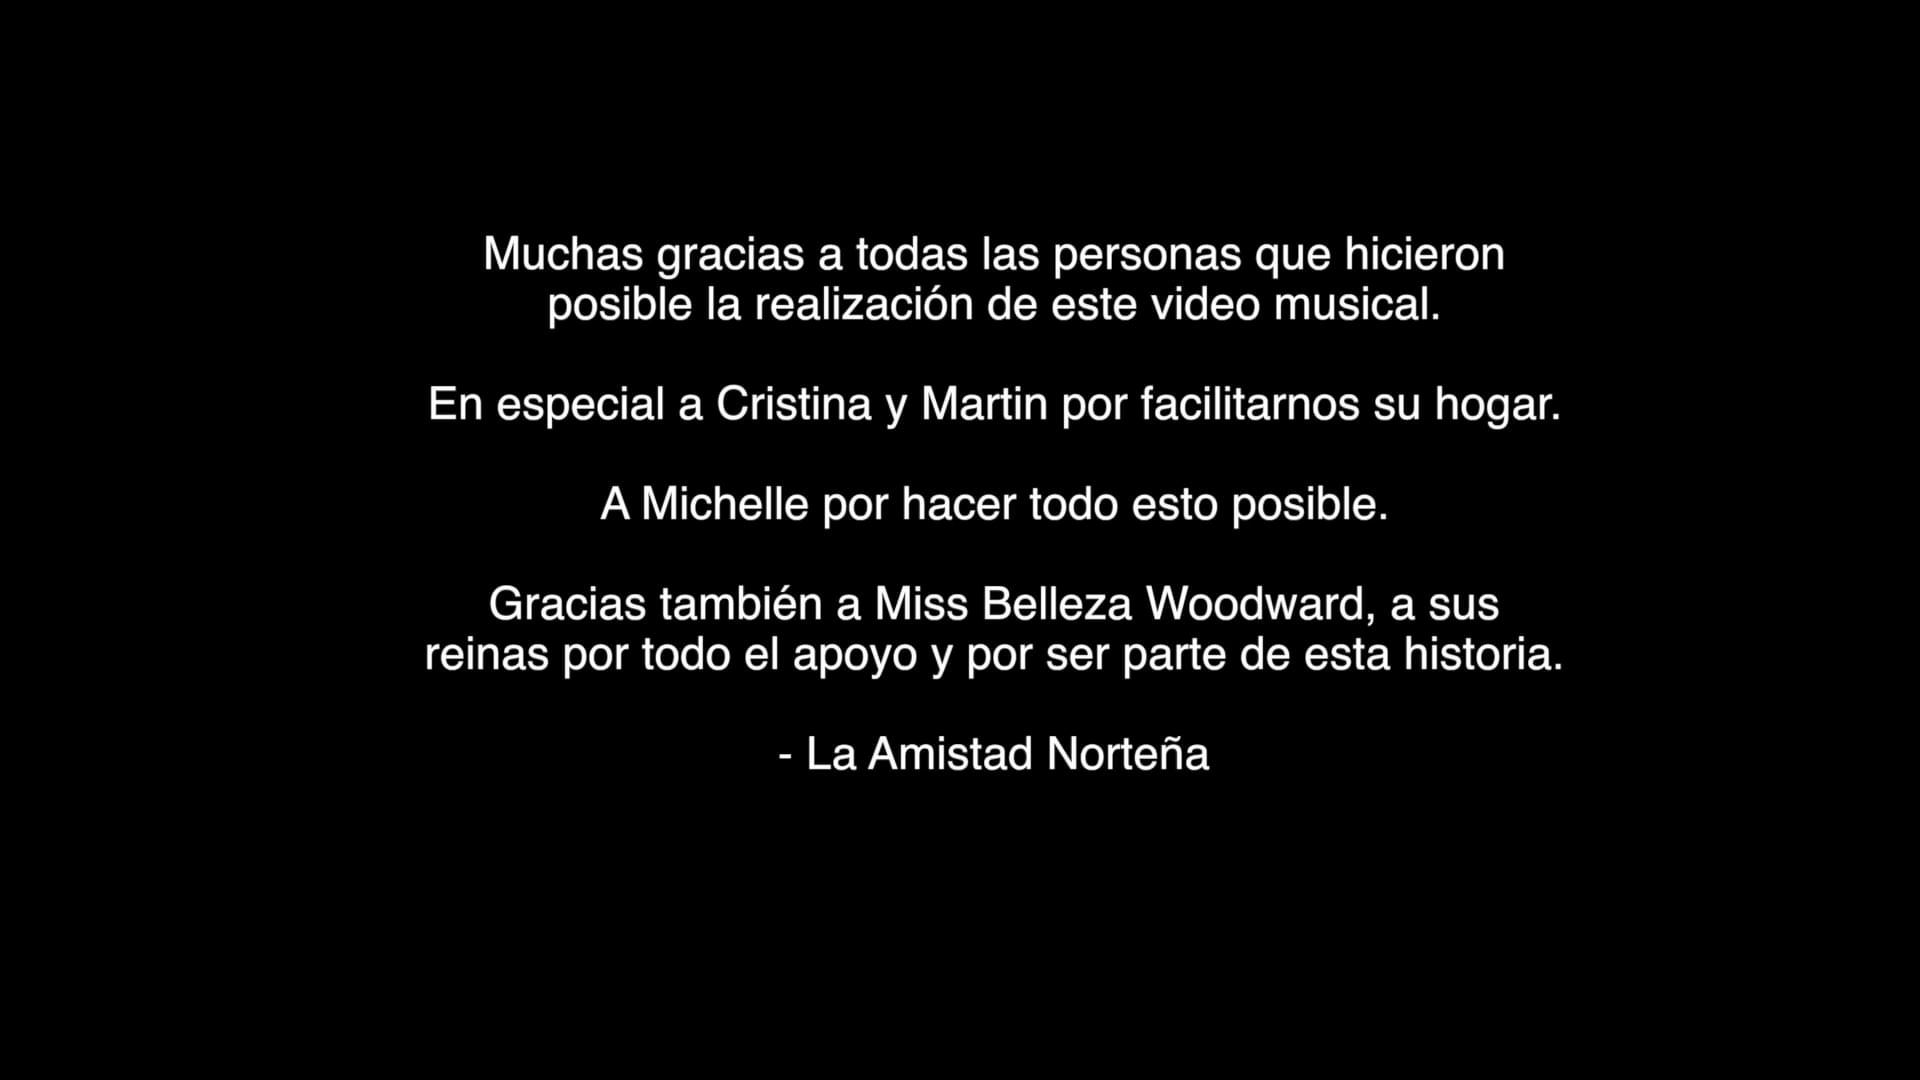 Muchas gracias a todas las personas que hicieron
posible la realización de este video musical.
En especial a Cristina y Martin por facilitarnos su hogar.
A Michelle por hacer todo esto posible.
Gracias también a Miss Belleza Woodward, a sus
reinas por todo el apoyo y por ser parte de esta historia.
- La Amistad Norteña